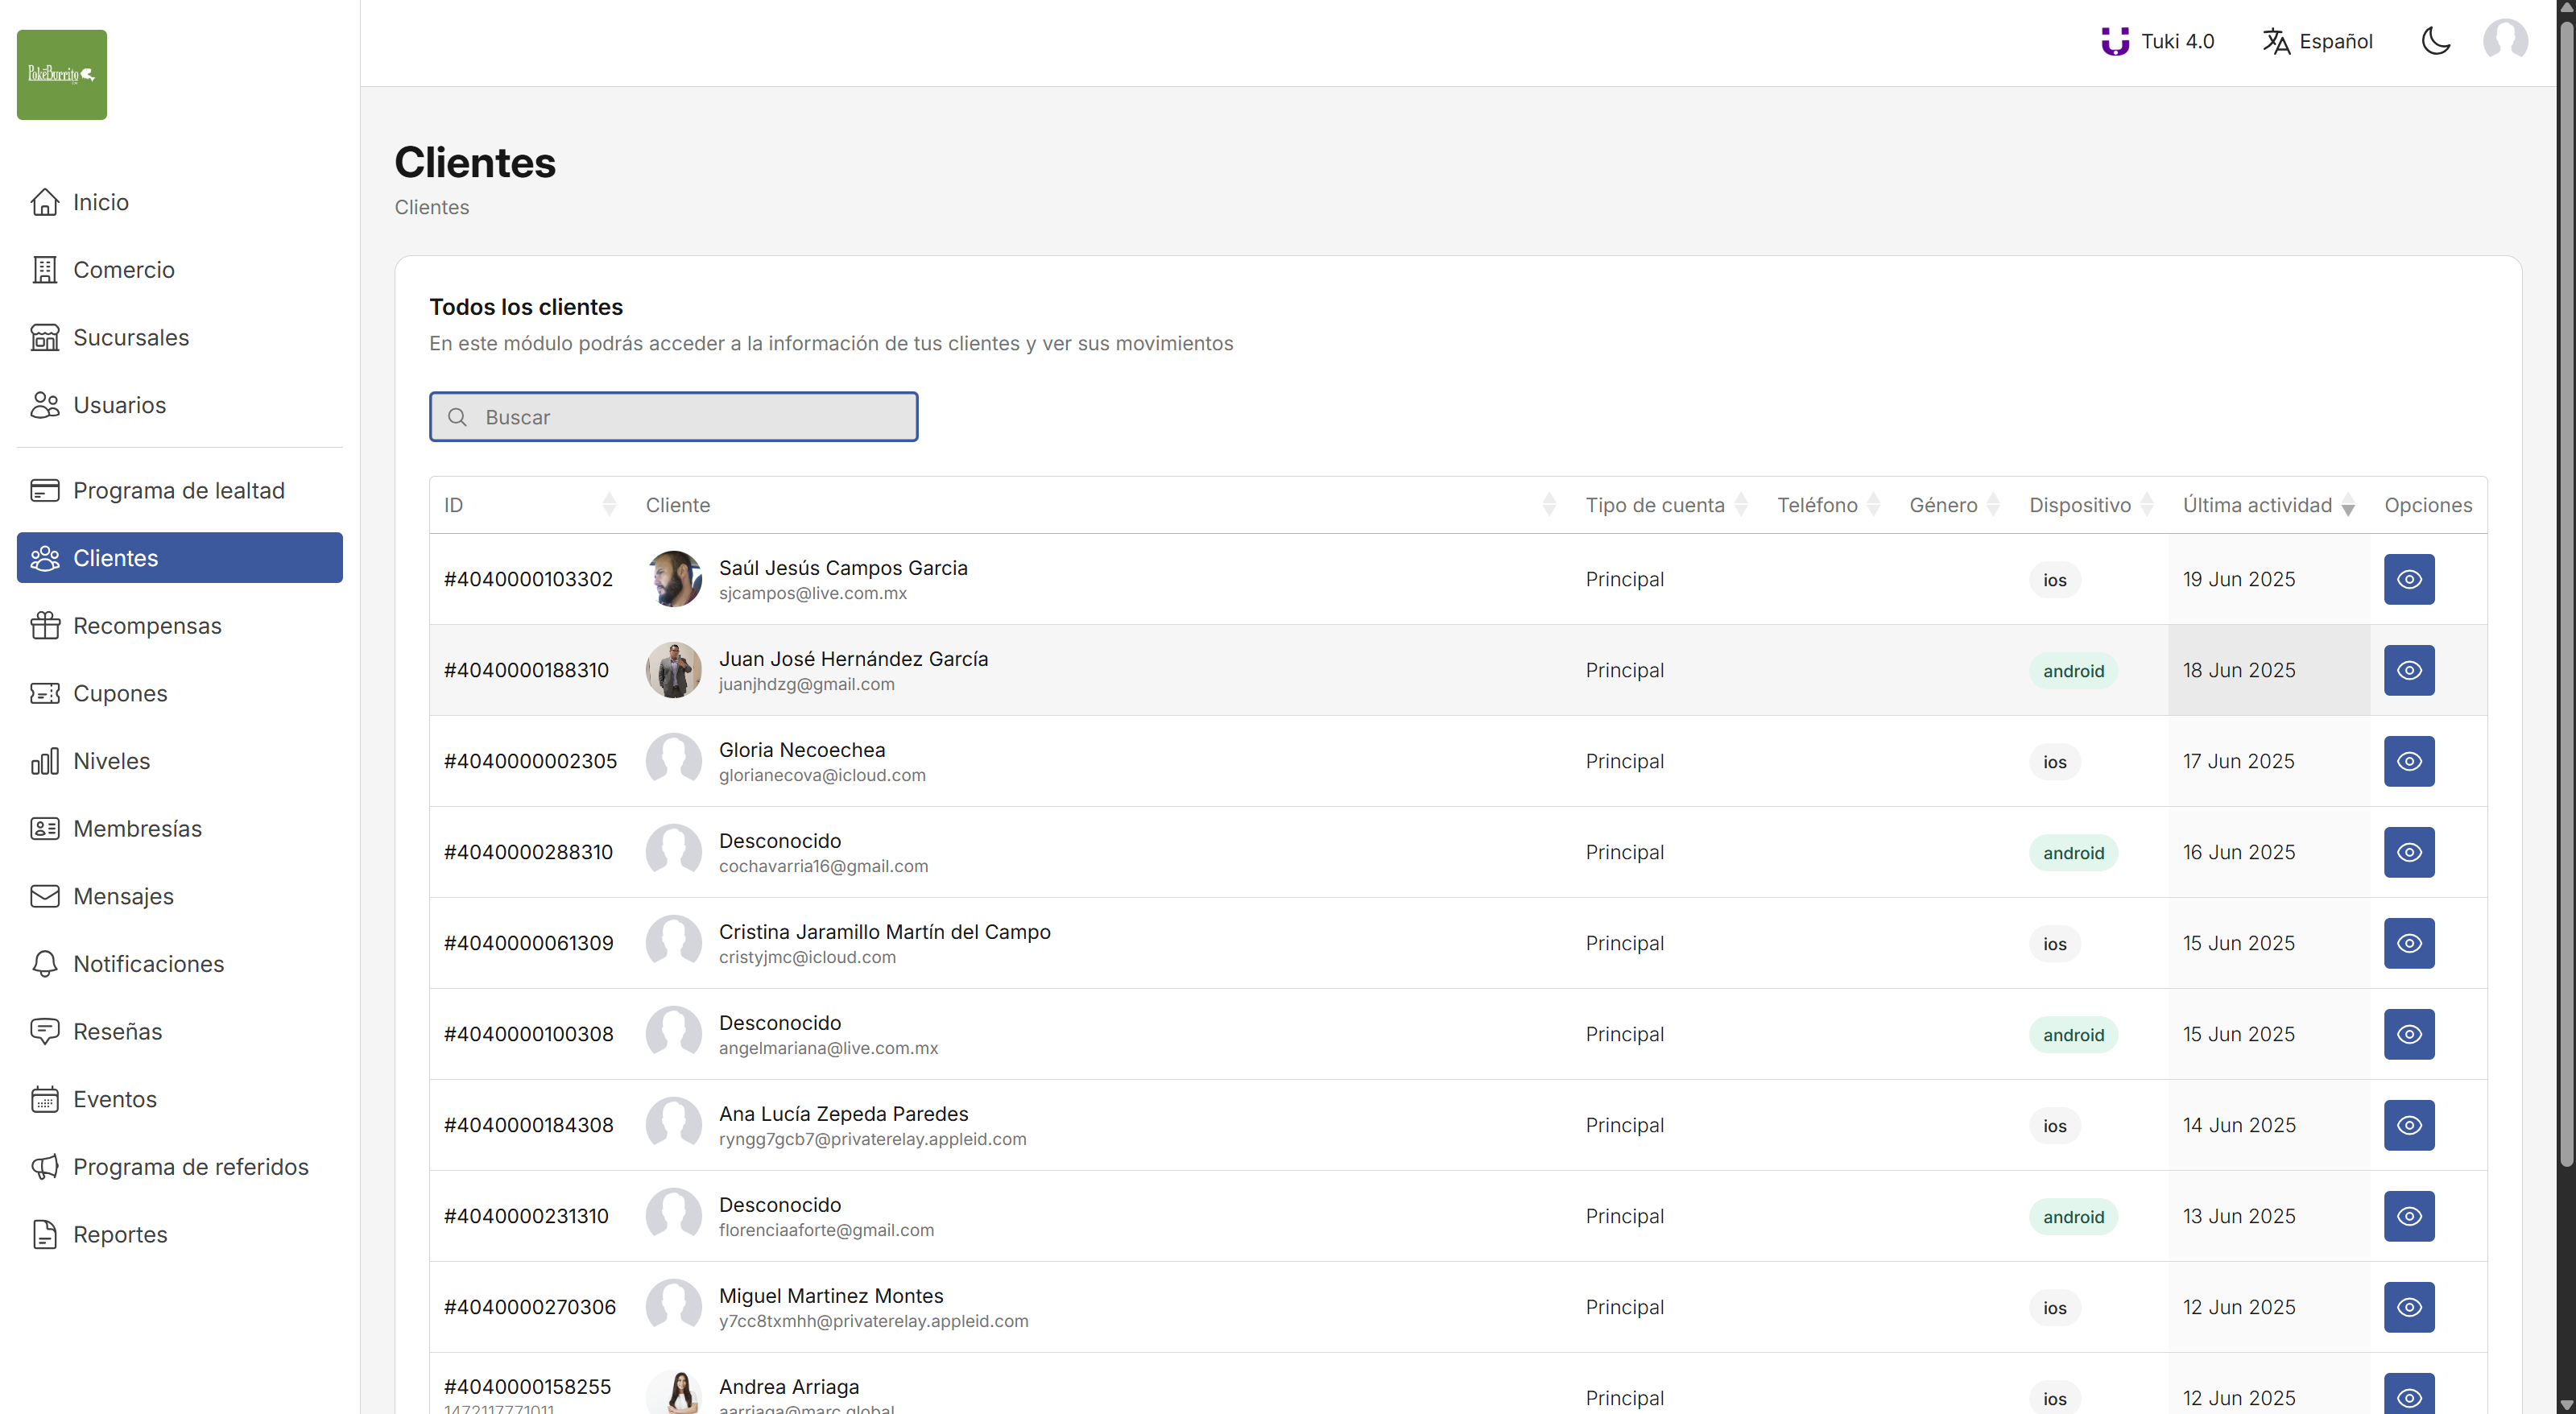 PokéBurrito
Tuki 4.0
Español
Inicio
Comercio
Sucursales
Usuarios
Programa de lealtad
Clientes
Recompensas
Cupones
Niveles
Membresías
Mensajes
Notificaciones
Reseñas
Eventos
Programa de referidos
Reportes
Clientes
Clientes
Todos los clientes
En este módulo podrás acceder a la información de tus clientes y ver sus movimientos
Buscar
ID Cliente Tipo de cuenta Teléfono Género Dispositivo Última actividad Opciones
#4040000103302 Saúl Jesús Campos Garcia Principal ios 19 Jun 2025
sjcampos@live.com.mx
#4040000188310 Juan José Hernández García Principal android 18 Jun 2025
juanjhdzg@gmail.com
#4040000002305 Gloria Necoechea Principal ios 17 Jun 2025
glorianecova@icloud.com
#4040000288310 Desconocido Principal android 16 Jun 2025
cochavarria16@gmail.com
#4040000061309 Cristina Jaramillo Martín del Campo Principal ios 15 Jun 2025
cristyjmc@icloud.com
#4040000100308 Desconocido Principal android 15 Jun 2025
angelmariana@live.com.mx
#4040000184308 Ana Lucía Zepeda Paredes Principal ios 14 Jun 2025
ryngg7gcb7@privaterelay.appleid.com
#4040000231310 Desconocido Principal android 13 Jun 2025
florenciaaforte@gmail.com
#4040000270306 Miguel Martinez Montes Principal ios 12 Jun 2025
y7cc8txmhh@privaterelay.appleid.com
#4040000158255 Andrea Arriaga Principal ios 12 Jun 2025
1472117771011 aarriaga@marc.global